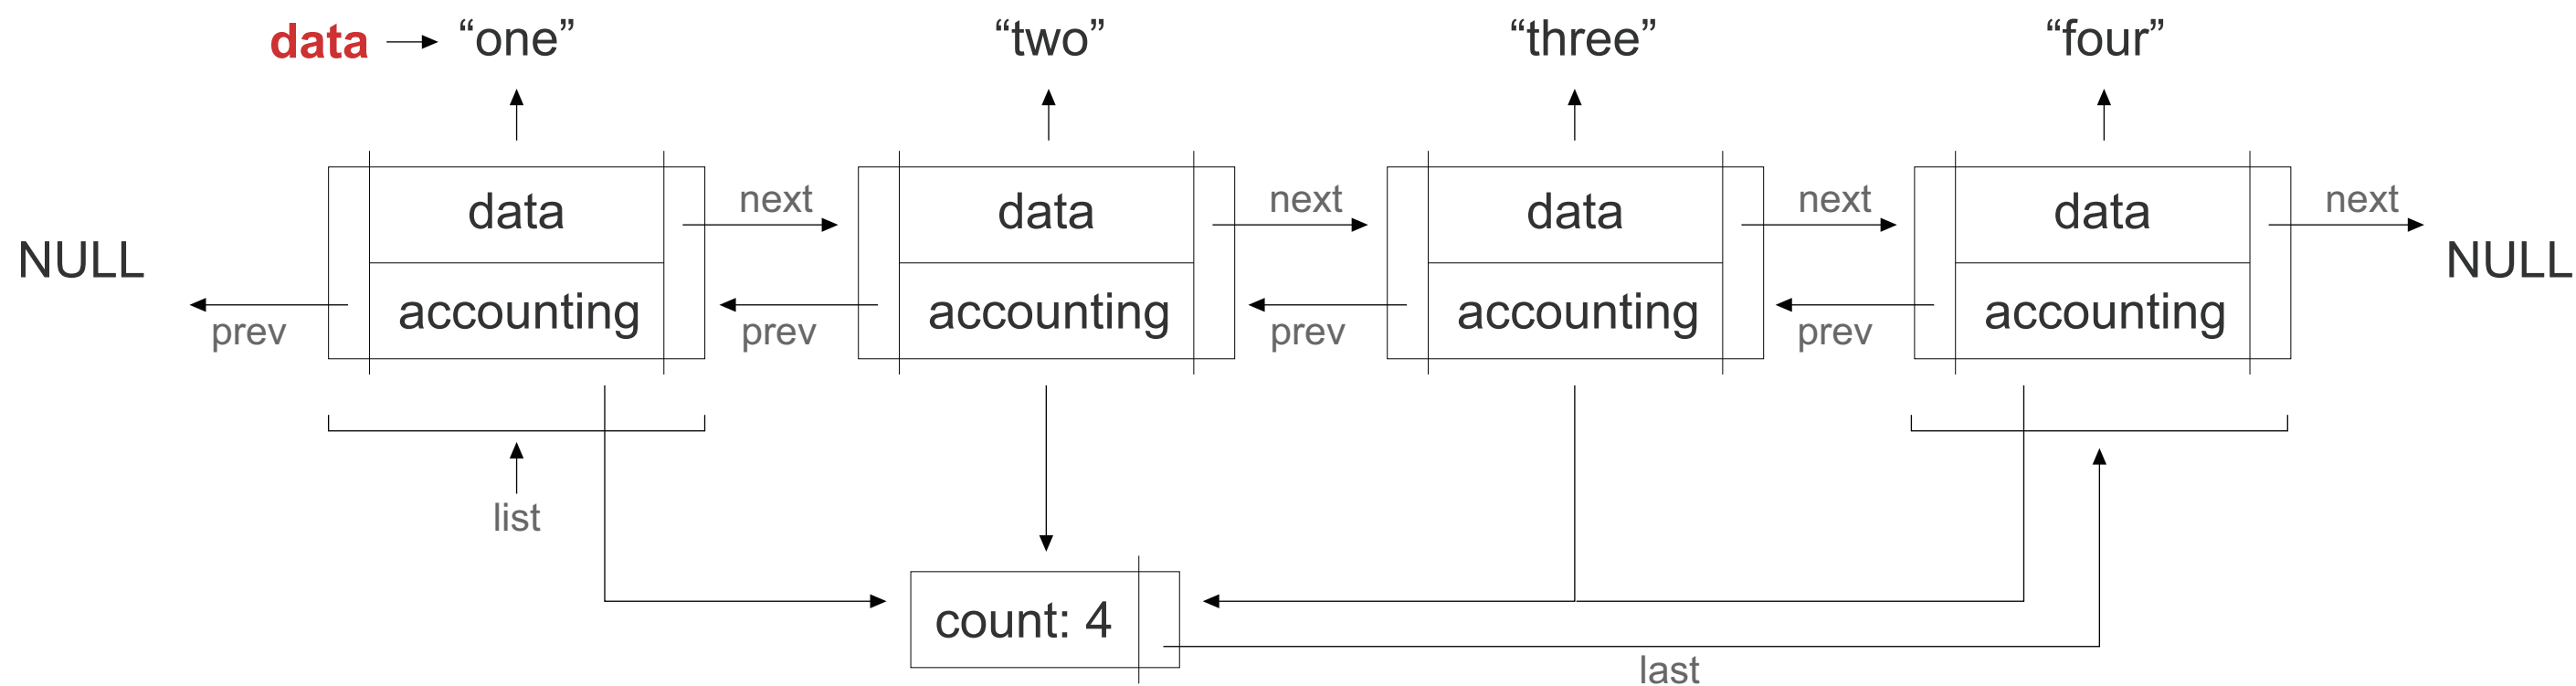 data “one” “two” “three” “four”
data next data next data next data next
NULL NULL
prev accounting prev accounting prev accounting prev accounting
list
count: 4
last